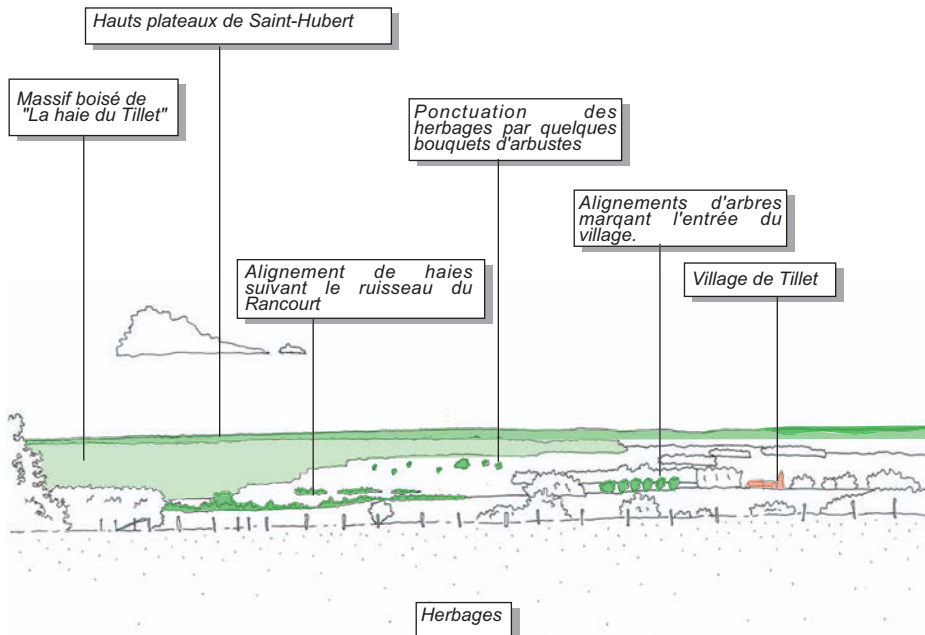 Hauts plateaux de Saint-Hubert
Massif boisé de
"La haie du Tillet"
Ponctuation des
herbages par quelques
bouquets d'arbustes
Alignements d'arbres
marqant l'entrée du
village.
Alignement de haies
suivant le ruisseau du
Rancourt
Village de Tillet
Herbages